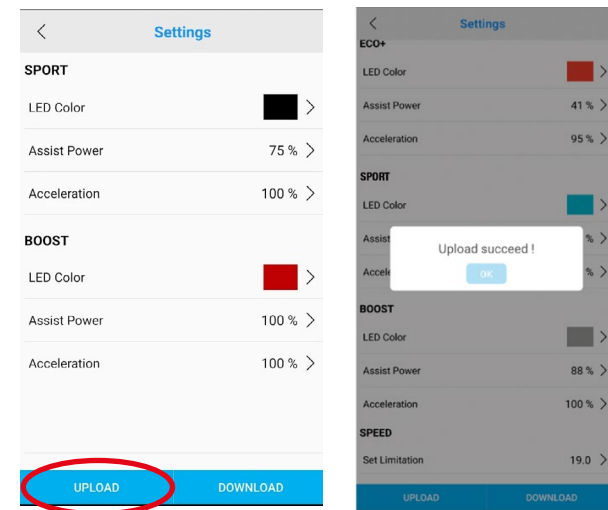 Settings
SPORT
LED Color
Assist Power 75 %
Acceleration 100 %
BOOST
LED Color
Assist Power 100 %
Acceleration 100 %
UPLOAD DOWNLOAD
Settings
ECO+
LED Color
Assist Power 41 %
Acceleration 95 %
SPORT
LED Color
Assist %
Upload succeed !
Accele %
OK
BOOST
LED Color
Assist Power 88 %
Acceleration 100 %
SPEED
Set Limitation 19.0
UPLOAD DOWNLOAD